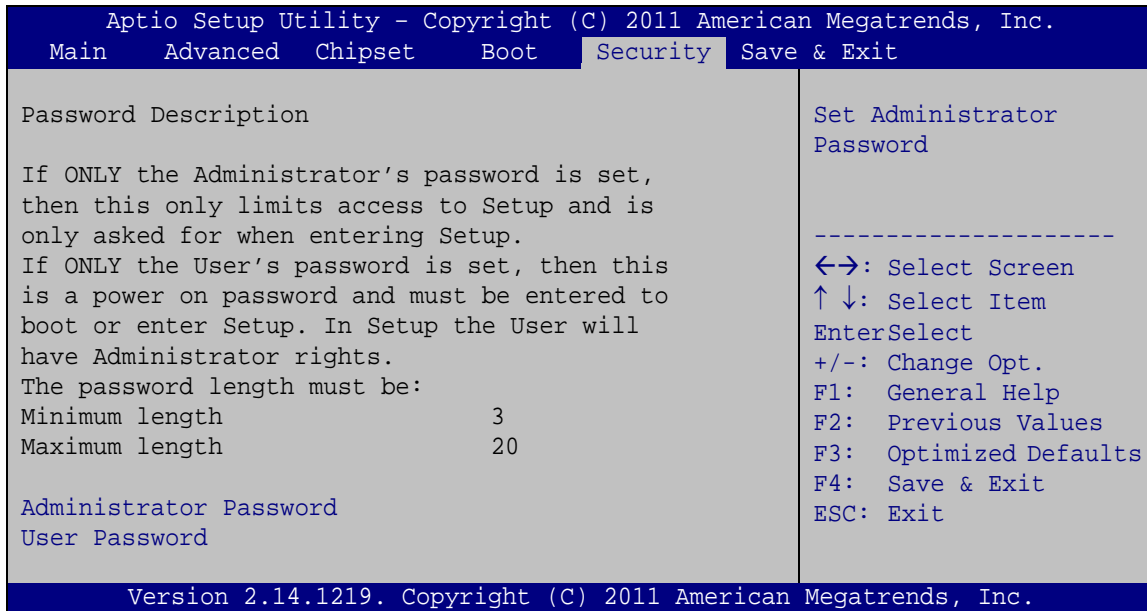 Aptio Setup Utility – Copyright (C) 2011 American Megatrends, Inc.
Main Advanced Chipset Boot Security Save & Exit
Password Description
If ONLY the Administrator’s password is set,
then this only limits access to Setup and is
only asked for when entering Setup.
If ONLY the User’s password is set, then this
is a power on password and must be entered to
boot or enter Setup. In Setup the User will
have Administrator rights.
The password length must be:
Minimum length 3
Maximum length 20
Administrator Password
User Password
Set Administrator
Password
---------------------
←→: Select Screen
↑ ↓: Select Item
EnterSelect
+/-: Change Opt.
F1: General Help
F2: Previous Values
F3: Optimized Defaults
F4: Save & Exit
ESC: Exit
Version 2.14.1219. Copyright (C) 2011 American Megatrends, Inc.